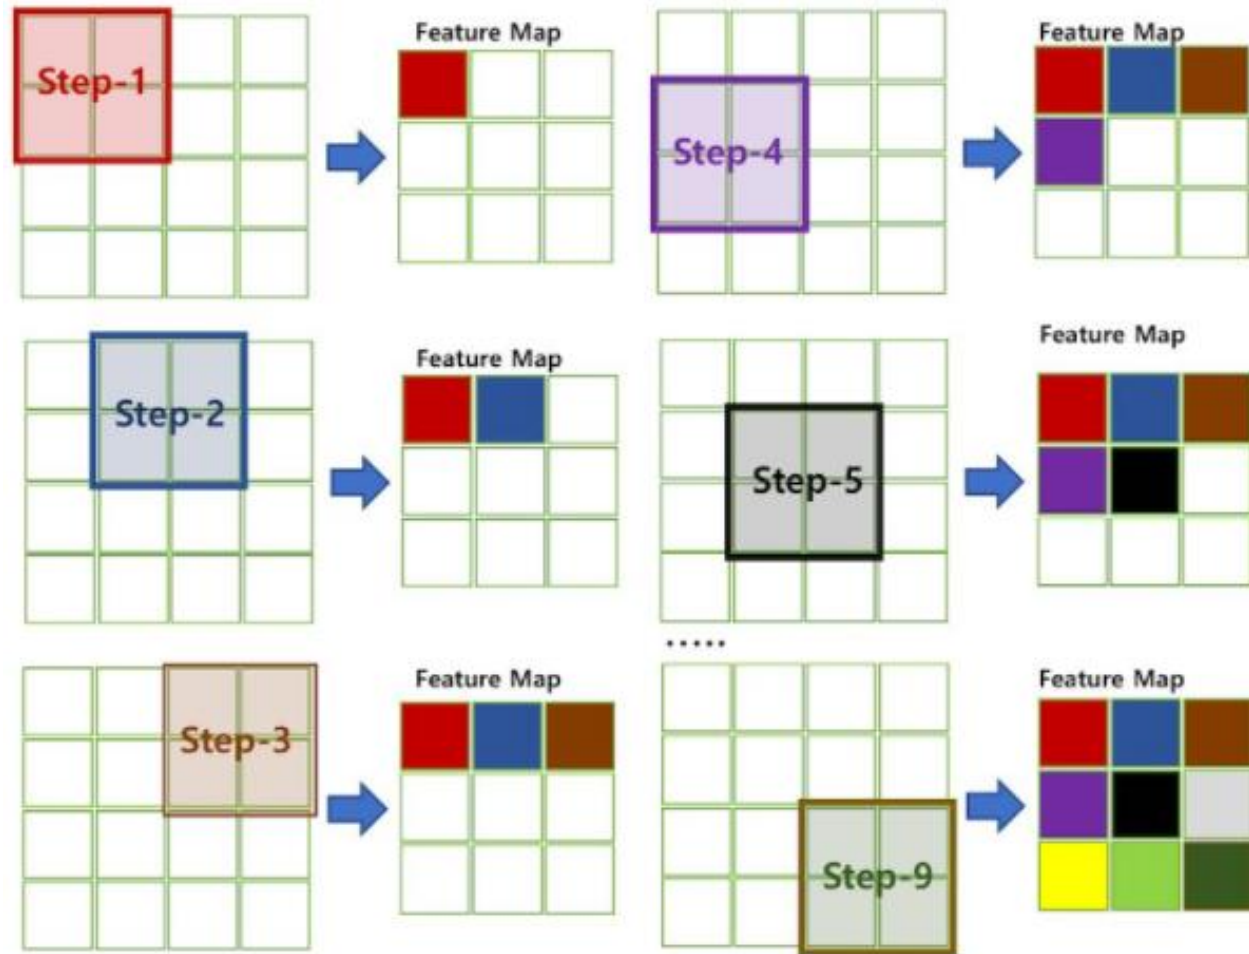 Feature Map
Step-1
Feature Map
Step-2
Feature Map
Step-3
Feature Map
Step-4
Feature Map
Step-5
.....
Feature Map
Step-9